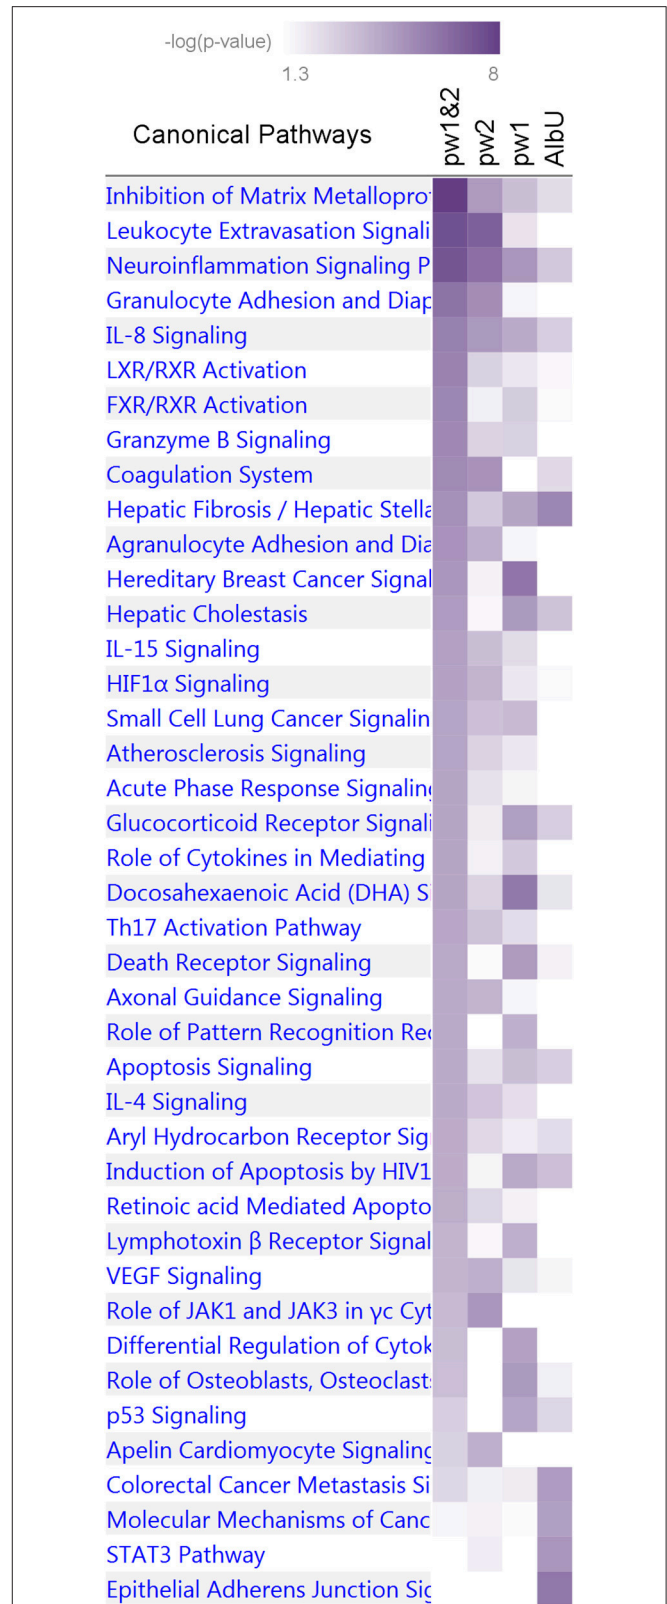 -log(p-value)
1.3 8
Canonical Pathways pw1&2 pw2 pw1 AlbU
Inhibition of Matrix Metalloprot
Leukocyte Extravasation Signali
Neuroinflammation Signaling P
Granulocyte Adhesion and Diap
IL-8 Signaling
LXR/RXR Activation
FXR/RXR Activation
Granzyme B Signaling
Coagulation System
Hepatic Fibrosis / Hepatic Stella
Agranulocyte Adhesion and Dia
Hereditary Breast Cancer Signal
Hepatic Cholestasis
IL-15 Signaling
HIF1α Signaling
Small Cell Lung Cancer Signalin
Atherosclerosis Signaling
Acute Phase Response Signaling
Glucocorticoid Receptor Signali
Role of Cytokines in Mediating
Docosahexaenoic Acid (DHA) Si
Th17 Activation Pathway
Death Receptor Signaling
Axonal Guidance Signaling
Role of Pattern Recognition Rec
Apoptosis Signaling
IL-4 Signaling
Aryl Hydrocarbon Receptor Sig
Induction of Apoptosis by HIV1
Retinoic acid Mediated Apopto
Lymphotoxin β Receptor Signal
VEGF Signaling
Role of JAK1 and JAK3 in γc Cyt
Differential Regulation of Cytok
Role of Osteoblasts, Osteoclasts
p53 Signaling
Apelin Cardiomyocyte Signaling
Colorectal Cancer Metastasis Si
Molecular Mechanisms of Canc
STAT3 Pathway
Epithelial Adherens Junction Sig